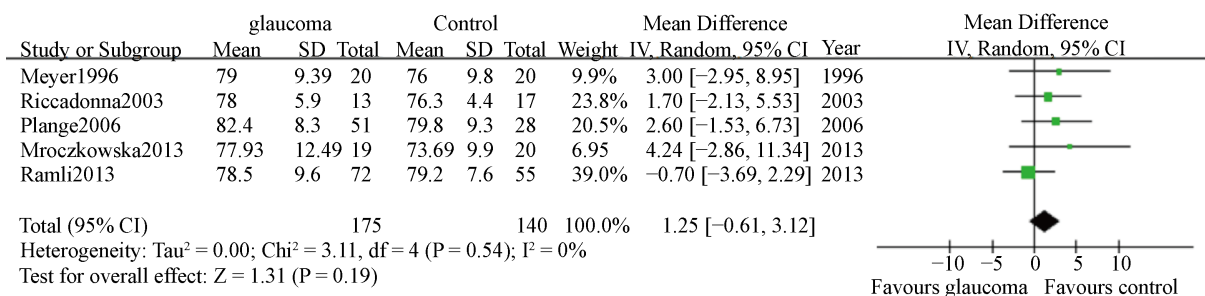 glaucoma Control Mean Difference Mean Difference
Study or Subgroup Mean SD Total Mean SD Total Weight IV, Random, 95% CI Year IV, Random, 95% CI
Meyer1996 79 9.39 20 76 9.8 20 9.9% 3.00 [−2.95, 8.95] 1996
Riccadonna2003 78 5.9 13 76.3 4.4 17 23.8% 1.70 [−2.13, 5.53] 2003
Plange2006 82.4 8.3 51 79.8 9.3 28 20.5% 2.60 [−1.53, 6.73] 2006
Mroczkowska2013 77.93 12.49 19 73.69 9.9 20 6.95 4.24 [−2.86, 11.34] 2013
Ramli2013 78.5 9.6 72 79.2 7.6 55 39.0% −0.70 [−3.69, 2.29] 2013
Total (95% CI) 175 140 100.0% 1.25 [−0.61, 3.12]
Heterogeneity: Tau² = 0.00; Chi² = 3.11, df = 4 (P = 0.54); I² = 0%
Test for overall effect: Z = 1.31 (P = 0.19)
−10 −5 0 5 10
Favours glaucoma Favours control